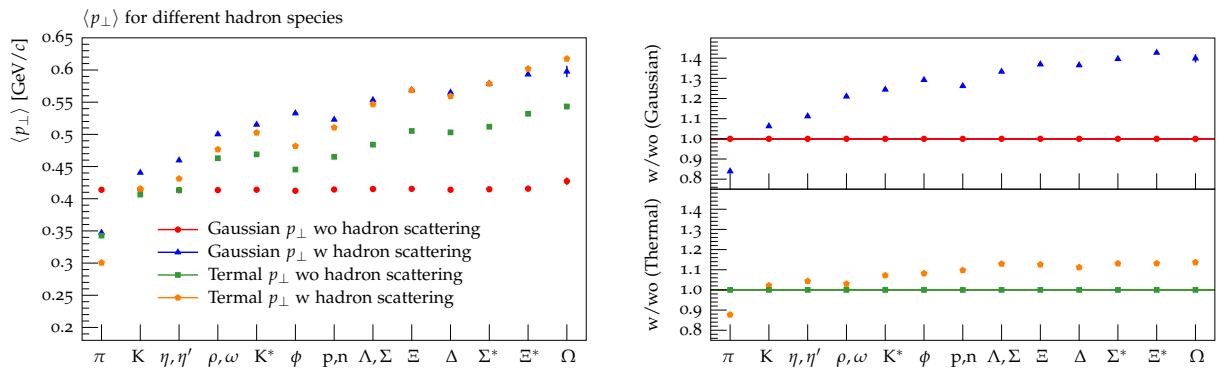 ⟨p⊥⟩ for different hadron species
⟨p⊥⟩ [GeV/c]
0.65
0.6
0.55
0.5
0.45
0.4
0.35
0.3
0.25
0.2
Gaussian p⊥ wo hadron scattering
Gaussian p⊥ w hadron scattering
Termal p⊥ wo hadron scattering
Termal p⊥ w hadron scattering
π K η, η′ ρ, ω K* ϕ p,n Λ, Σ Ξ Δ Σ* Ξ* Ω
w/wo (Gaussian)
1.4
1.3
1.2
1.1
1.0
0.9
0.8
w/wo (Thermal)
1.4
1.3
1.2
1.1
1.0
0.9
0.8
π K η, η′ ρ, ω K* ϕ p,n Λ, Σ Ξ Δ Σ* Ξ* Ω